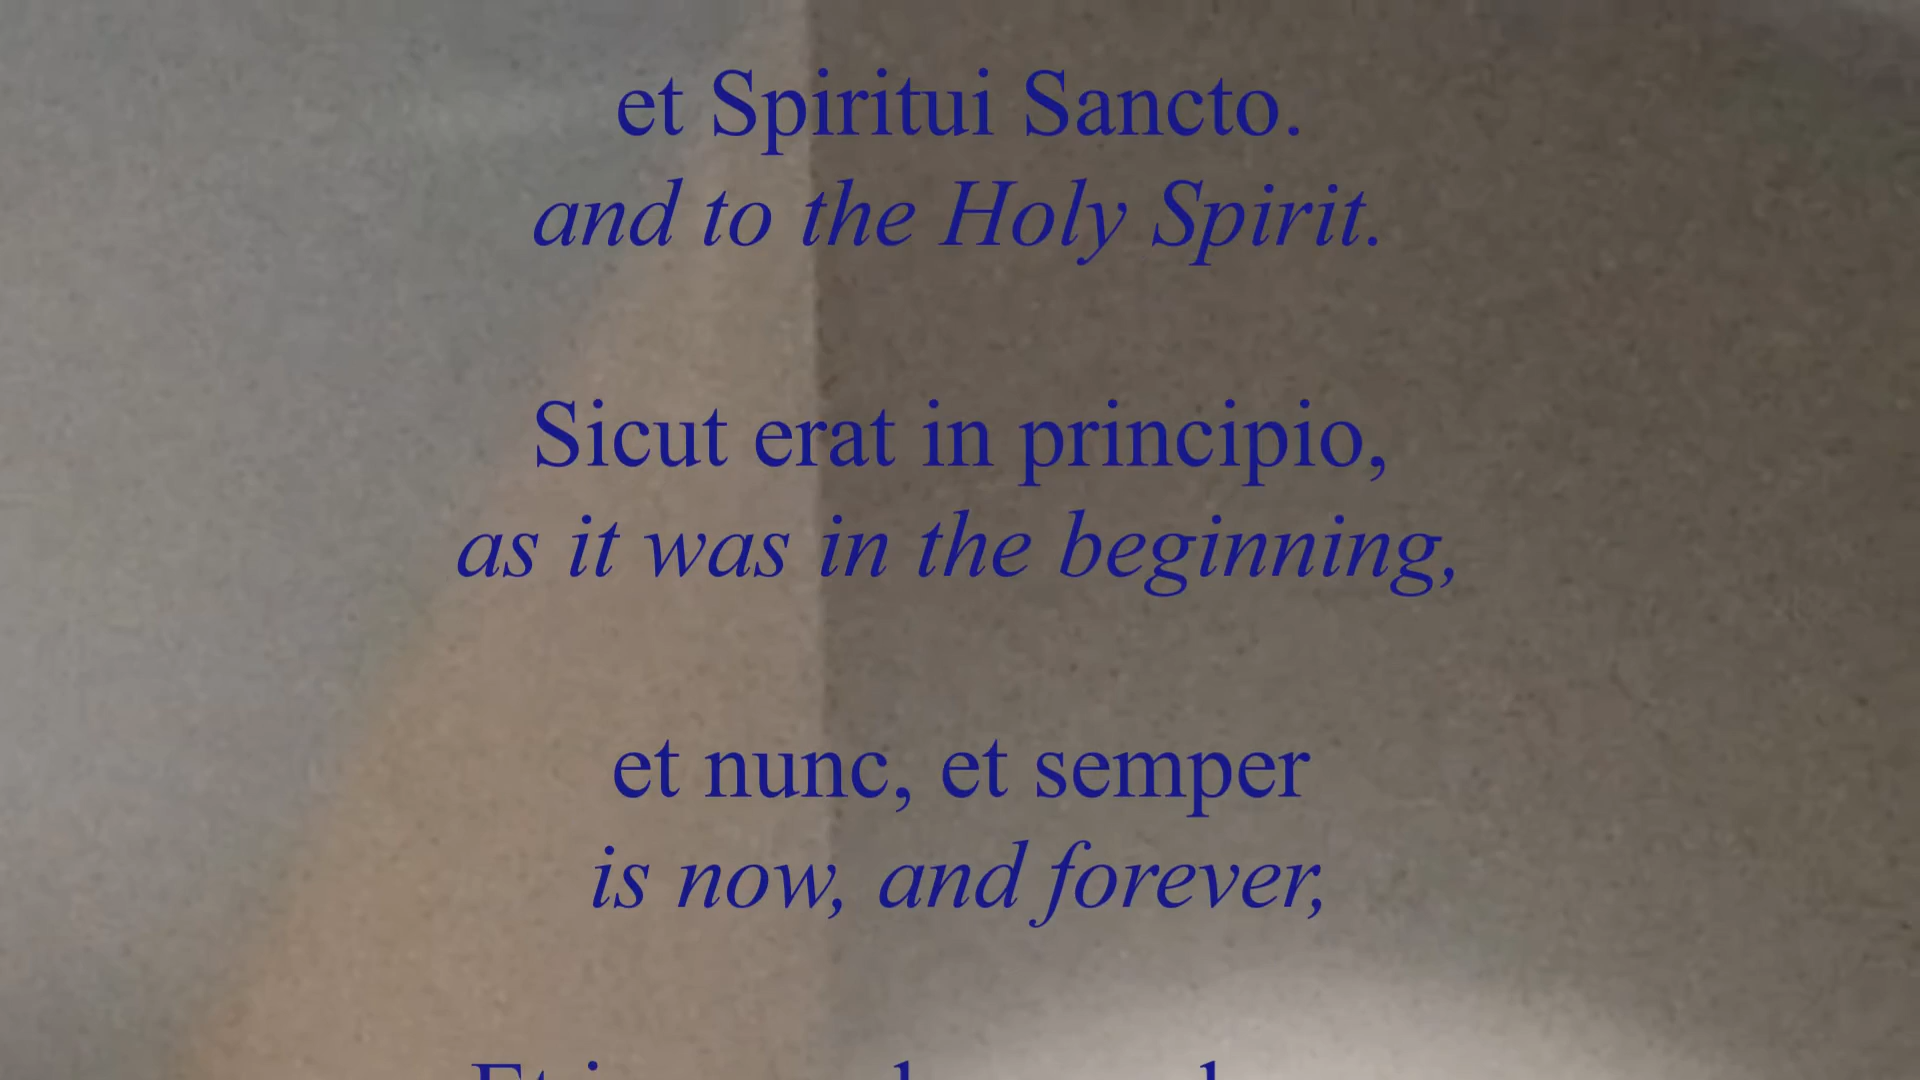 et Spiritui Sancto.
and to the Holy Spirit.
Sicut erat in principio,
as it was in the beginning,
et nunc, et semper
is now, and forever,